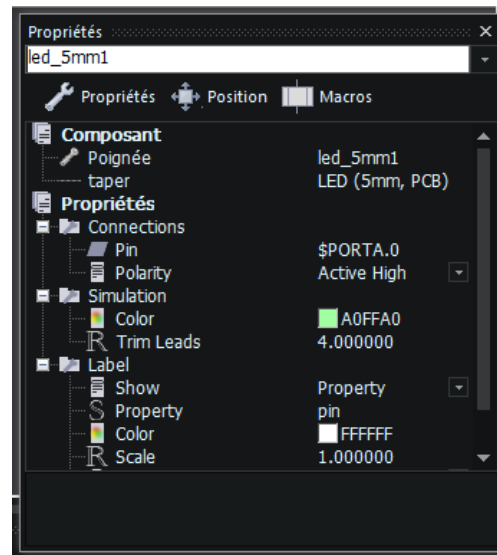 Propriétés
led_5mm1
Propriétés Position Macros
Composant
Poignée led_5mm1
taper LED (5mm, PCB)
Propriétés
Connections
Pin $PORTA.0
Polarity Active High
Simulation
Color A0FFA0
R Trim Leads 4.000000
Label
Show Property
S Property pin
Color FFFFFF
R Scale 1.000000